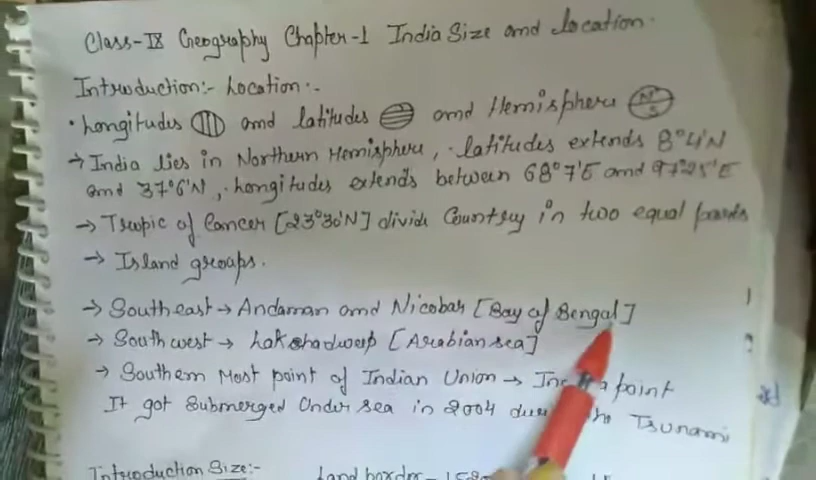 Class-IX Geography Chapter-1 India Size and location.
Introduction:- Location:-
• Longitudes and latitudes and Hemisphere N S
→ India lies in Northern Hemisphere, latitudes extends 8°4'N
and 37°6'N, longitudes extends between 68°7'E and 97°25'E
→ Tropic of Cancer [23°30'N] divide Country in two equal parts
→ Island groups.
→ Southeast → Andaman and Nicobar [Bay of Bengal]
→ South west → Lakshadweep [Arabian sea]
→ Southern Most point of Indian Union → point
It got Submerged Under sea in 2004 Tsunami
Introduction Size:- Land border